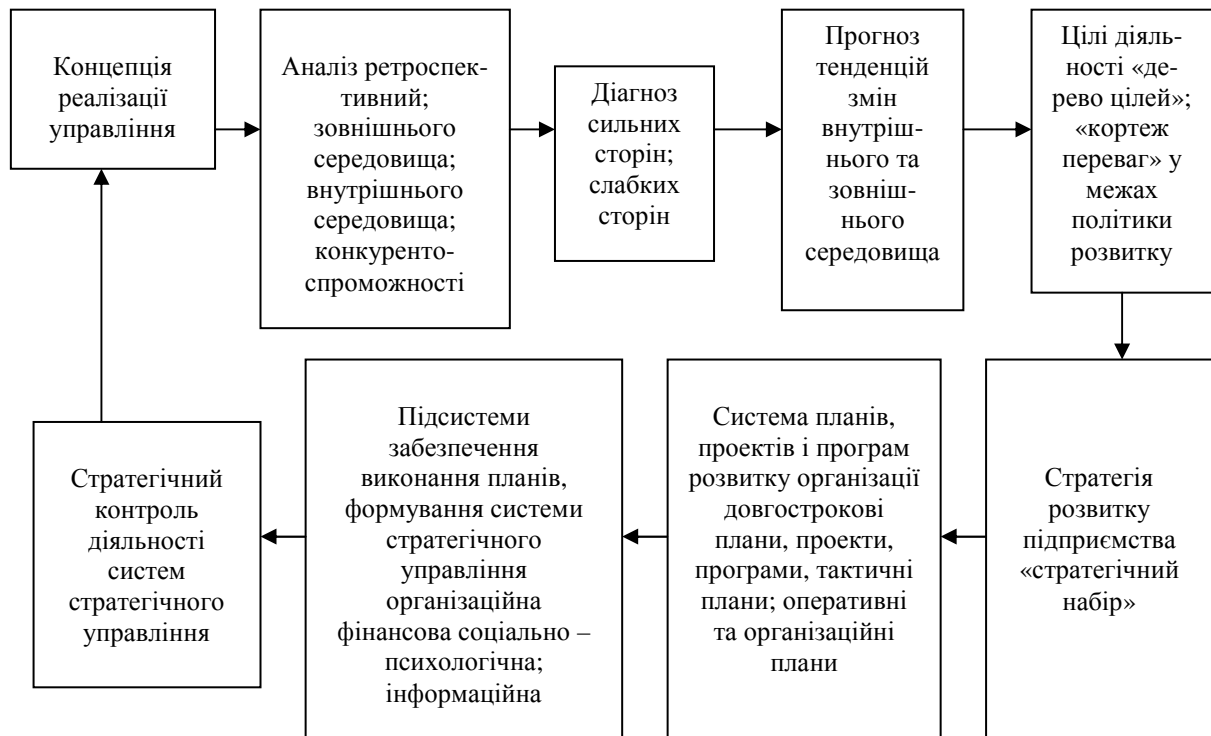 Концепція
реалізації
управління
Аналіз ретроспек-
тивний;
зовнішнього
середовища;
внутрішнього
середовища;
конкуренто-
спроможності
Діагноз
сильних
сторін;
слабких
сторін
Прогноз
тенденцій
змін
внутріш-
нього та
зовніш-
нього
середовища
Цілі діяль-
ності «де-
рево цілей»;
«кортеж
переваг» у
межах
політики
розвитку
Стратегія
розвитку
підприємства
«стратегічний
набір»
Система планів,
проектів і програм
розвитку організації
довгострокові
плани, проекти,
програми, тактичні
плани; оперативні
та організаційні
плани
Підсистеми
забезпечення
виконання планів,
формування системи
стратегічного
управління
організаційна
фінансова соціально –
психологічна;
інформаційна
Стратегічний
контроль
діяльності
систем
стратегічного
управління